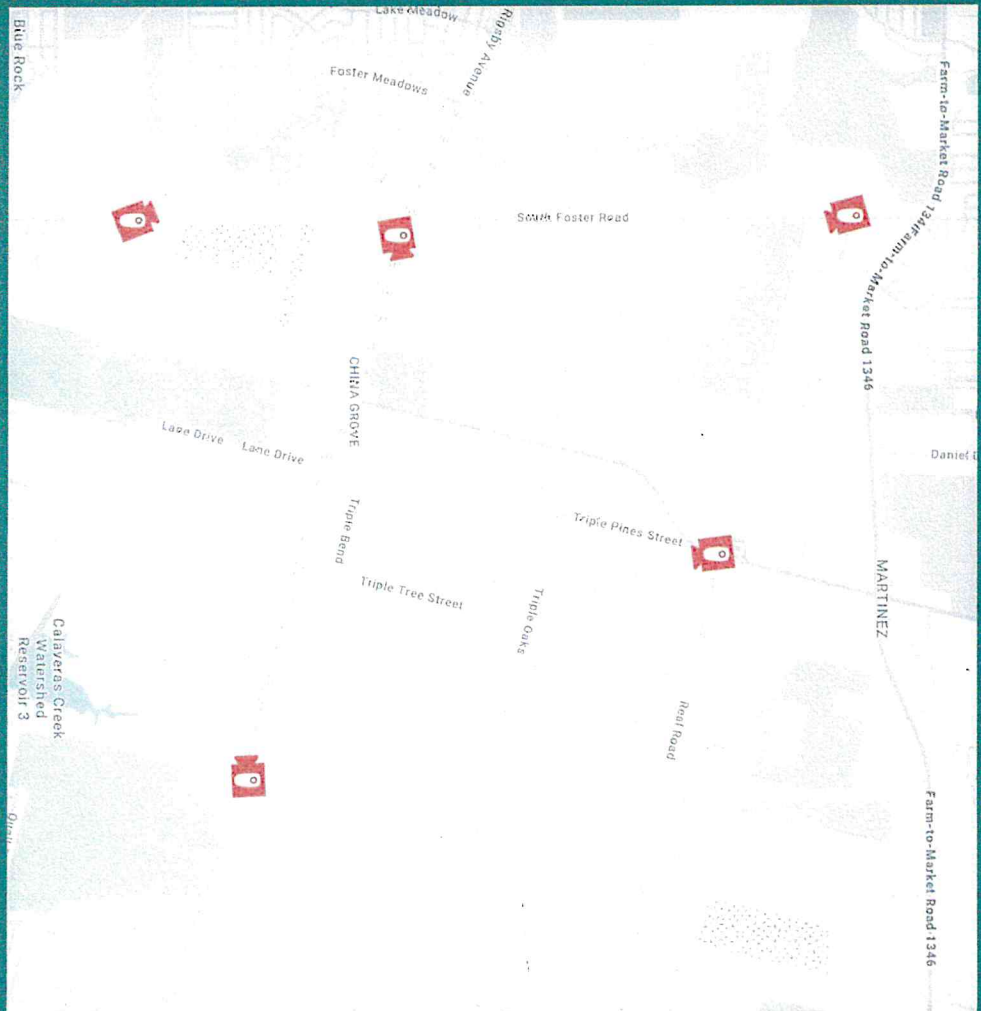 Lake Meadow
Rigsby Avenue
Blue Rock
Foster Meadows
Farm-to-Market Road 1346
Farm-to-Market Road 1346
South Foster Road
CHINA GROVE
Lane Drive
Lane Drive
Daniel
Triple Bend
Triple Pines Street
MARTINEZ
Triple Tree Street
Triple Oaks
Calaveras Creek
Watershed
Reservoir 3
Real Road
Farm-to-Market Road 1346